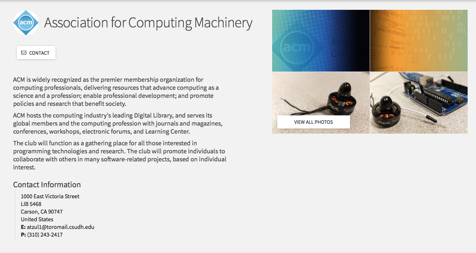 acm
Association for Computing Machinery
CONTACT
ACM is widely recognized as the premier membership organization for
computing professionals, delivering resources that advance computing as a
science and a profession; enable professional development; and promote
policies and research that benefit society.
ACM hosts the computing industry's leading Digital Library, and serves its
global members and the computing profession with journals and magazines,
conferences, workshops, electronic forums, and Learning Center.
The club will function as a gathering place for all those interested in
programming technologies and research. The club will promote individuals to
collaborate with others in many software-related projects, based on individual
interest.
acm
VIEW ALL PHOTOS
Contact Information
1000 East Victoria Street
LIB 5468
Carson, CA 90747
United States
E: atzul1@toromail.csudh.edu
P: (310) 243-2417